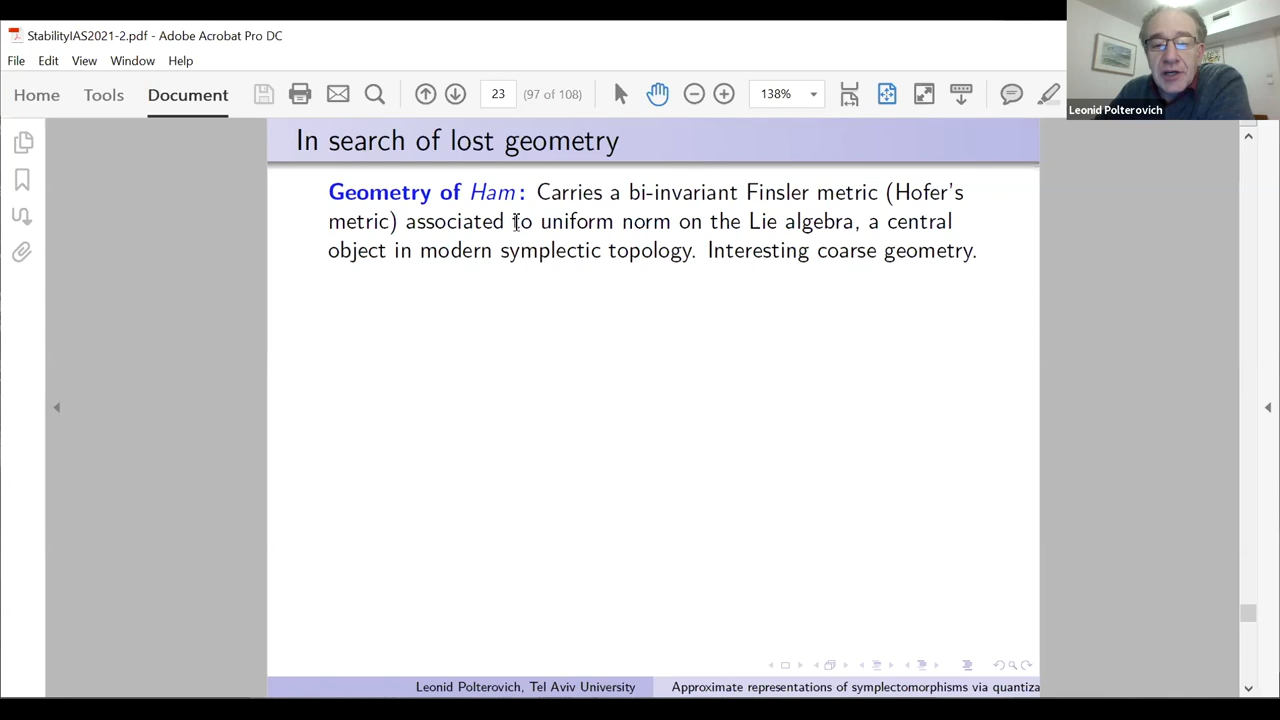 StabilityIAS2021-2.pdf - Adobe Acrobat Pro DC
File Edit View Window Help
Home Tools Document 23 (97 of 108) 138%
Leonid Polterovich
In search of lost geometry
Geometry of Ham: Carries a bi-invariant Finsler metric (Hofer's
metric) associated to uniform norm on the Lie algebra, a central
object in modern symplectic topology. Interesting coarse geometry.
Leonid Polterovich, Tel Aviv University Approximate representations of symplectomorphisms via quantiza